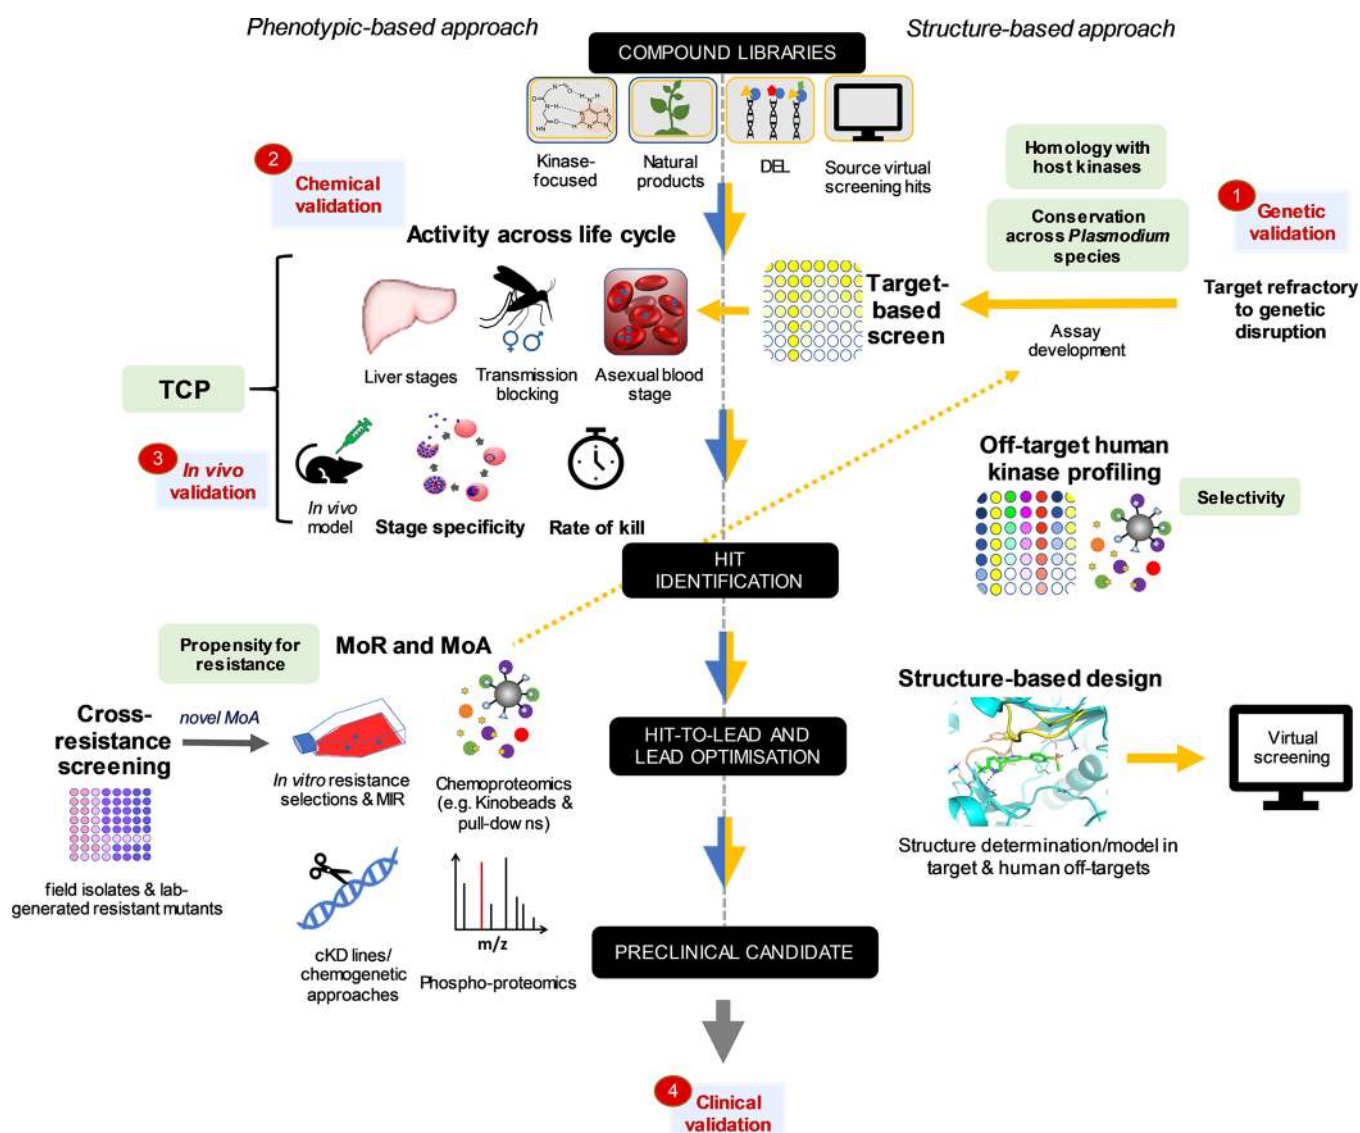 Phenotypic-based approach
Structure-based approach
COMPOUND LIBRARIES
Kinase-
focused
Natural
products
DEL
Source virtual
screening hits
2
Chemical
validation
Homology with
host kinases
Conservation
across Plasmodium
species
1
Genetic
validation
Activity across life cycle
Target-
based
screen
Target refractory
to genetic
disruption
Assay
development
Liver stages
Transmission
blocking
Asexual blood
stage
TCP
3
In vivo
validation
In vivo
model
Stage specificity
Rate of kill
Off-target human
kinase profiling
Selectivity
HIT
IDENTIFICATION
Propensity for
resistance
MoR and MoA
Cross-
resistance
screening
novel MoA
In vitro resistance
selections & MIR
Chemoproteomics
(e.g. Kinobeads &
pull-dow ns)
HIT-TO-LEAD AND
LEAD OPTIMISATION
Structure-based design
Virtual
screening
Structure determination/model in
target & human off-targets
field isolates & lab-
generated resistant mutants
m/z
cKD lines/
chemogenetic
approaches
Phospho-proteomics
PRECLINICAL CANDIDATE
4
Clinical
validation